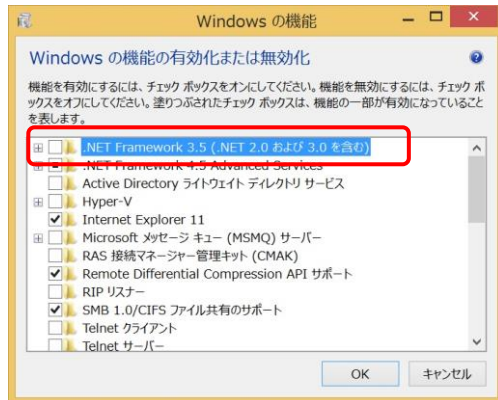 Windows の機能
Windows の機能の有効化または無効化
機能を有効にするには、チェック ボックスをオンにしてください。機能を無効にするには、チェック ボ
ックスをオフにしてください。塗りつぶされたチェック ボックスは、機能の一部が有効になっていること
を表します。
.NET Framework 3.5 (.NET 2.0 および 3.0 を含む)
.NET Framework 4.5 Advanced Services
Active Directory ライトウェイト ディレクトリ サービス
Hyper-V
Internet Explorer 11
Microsoft メッセージ キュー (MSMQ) サーバー
RAS 接続マネージャー管理キット (CMAK)
Remote Differential Compression API サポート
RIP リスナー
SMB 1.0/CIFS ファイル共有のサポート
Telnet クライアント
Telnet サーバー
OK キャンセル